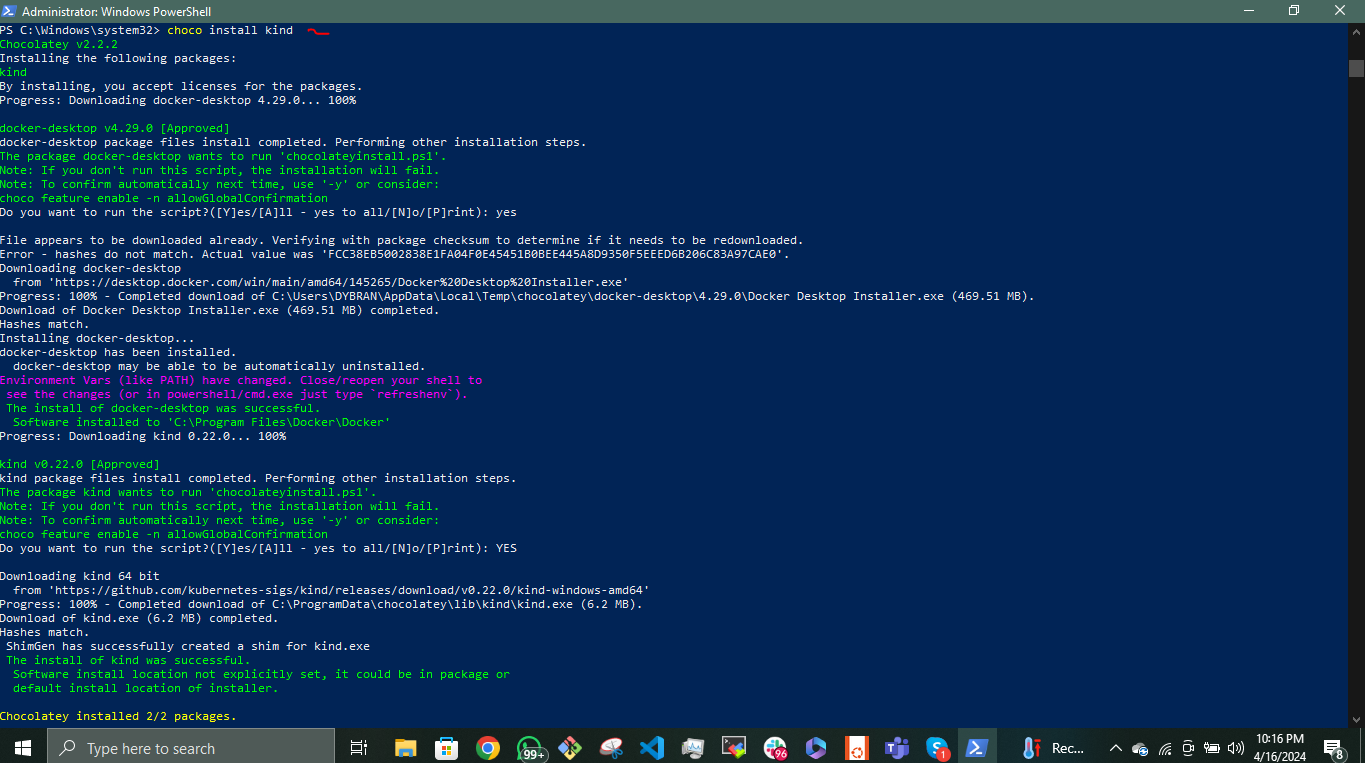 Administrator: Windows PowerShell
PS C:\Windows\system32> choco install kind
Chocolatey v2.2.2
Installing the following packages:
kind
By installing, you accept licenses for the packages.
Progress: Downloading docker-desktop 4.29.0... 100%
docker-desktop v4.29.0 [Approved]
docker-desktop package files install completed. Performing other installation steps.
The package docker-desktop wants to run 'chocolateyinstall.ps1'.
Note: If you don't run this script, the installation will fail.
Note: To confirm automatically next time, use '-y' or consider:
choco feature enable -n allowGlobalConfirmation
Do you want to run the script?([Y]es/[A]ll - yes to all/[N]o/[P]rint): yes
File appears to be downloaded already. Verifying with package checksum to determine if it needs to be redownloaded.
Error - hashes do not match. Actual value was 'FCC38EB5002838E1FA04F0E45451B0BEE445A8D9350F5EEED6B206C83A97CAE0'.
Downloading docker-desktop
  from 'https://desktop.docker.com/win/main/amd64/145265/Docker%20Desktop%20Installer.exe'
Progress: 100% - Completed download of C:\Users\DYBRAN\AppData\Local\Temp\chocolatey\docker-desktop\4.29.0\Docker Desktop Installer.exe (469.51 MB).
Download of Docker Desktop Installer.exe (469.51 MB) completed.
Hashes match.
Installing docker-desktop...
docker-desktop has been installed.
  docker-desktop may be able to be automatically uninstalled.
Environment Vars (like PATH) have changed. Close/reopen your shell to
 see the changes (or in powershell/cmd.exe just type `refreshenv`).
 The install of docker-desktop was successful.
  Software installed to 'C:\Program Files\Docker\Docker'
Progress: Downloading kind 0.22.0... 100%
kind v0.22.0 [Approved]
kind package files install completed. Performing other installation steps.
The package kind wants to run 'chocolateyinstall.ps1'.
Note: If you don't run this script, the installation will fail.
Note: To confirm automatically next time, use '-y' or consider:
choco feature enable -n allowGlobalConfirmation
Do you want to run the script?([Y]es/[A]ll - yes to all/[N]o/[P]rint): YES
Downloading kind 64 bit
  from 'https://github.com/kubernetes-sigs/kind/releases/download/v0.22.0/kind-windows-amd64'
Progress: 100% - Completed download of C:\ProgramData\chocolatey\lib\kind\kind.exe (6.2 MB).
Download of kind.exe (6.2 MB) completed.
Hashes match.
 ShimGen has successfully created a shim for kind.exe
 The install of kind was successful.
  Software install location not explicitly set, it could be in package or
  default install location of installer.
Chocolatey installed 2/2 packages.
Type here to search
99+
96
1
Rec...
10:16 PM
4/16/2024
8